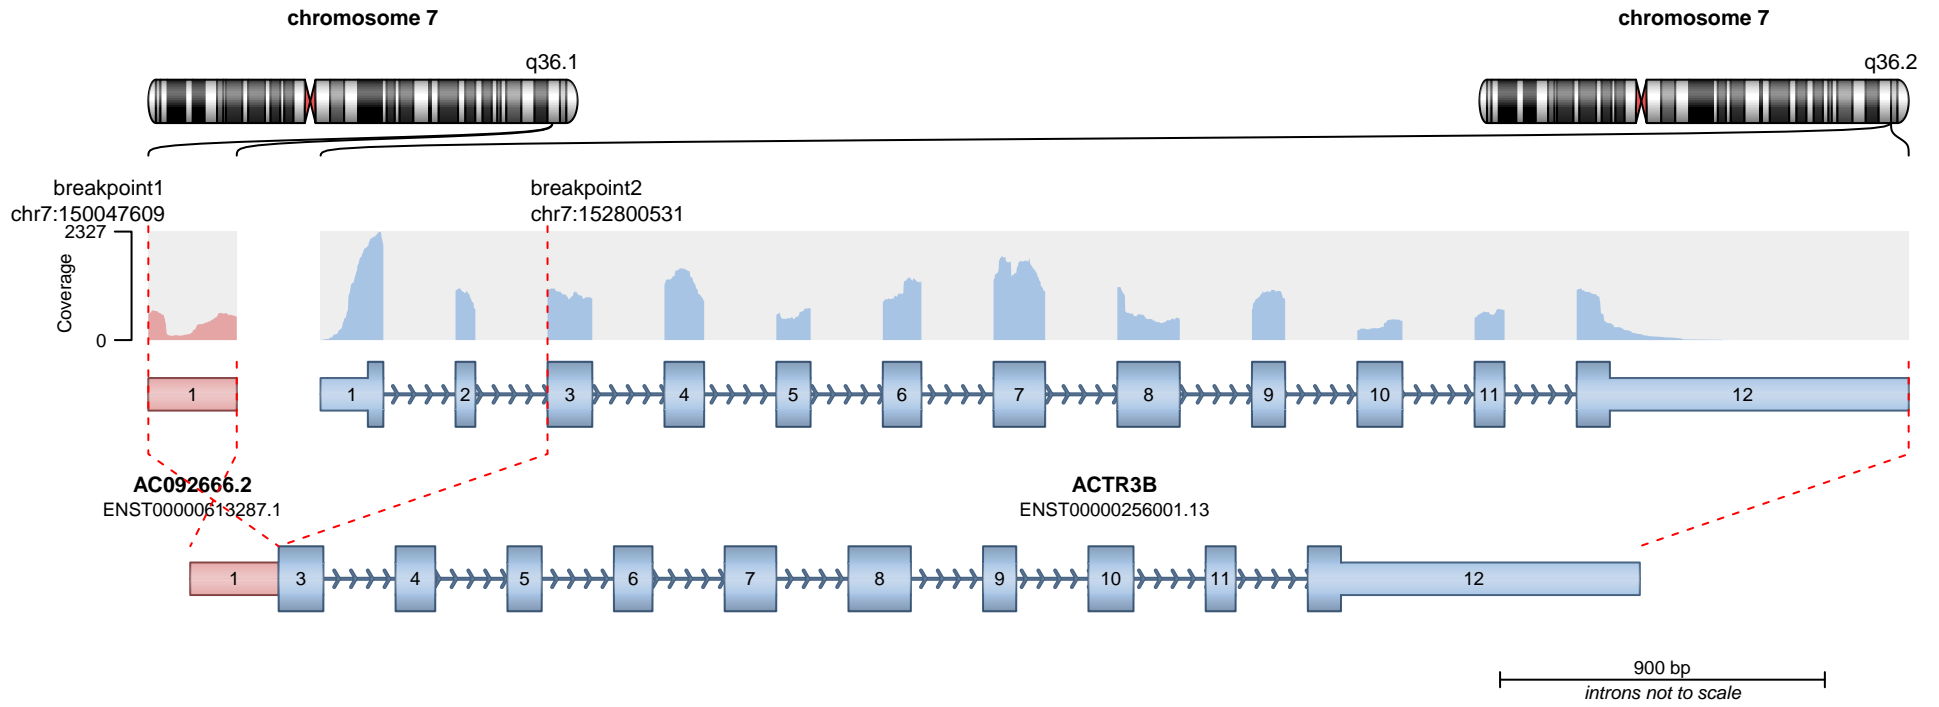 chromosome 7
chromosome 7
q36.1
q36.2
breakpoint1
chr7:150047609
breakpoint2
chr7:152800531
2327
Coverage
0
1
1
2
3
4
5
6
7
8
9
10
11
12
AC092666.2
ENST00000613287.1
ACTR3B
ENST00000256001.13
1
3
4
5
6
7
8
9
10
11
12
900 bp
introns not to scale